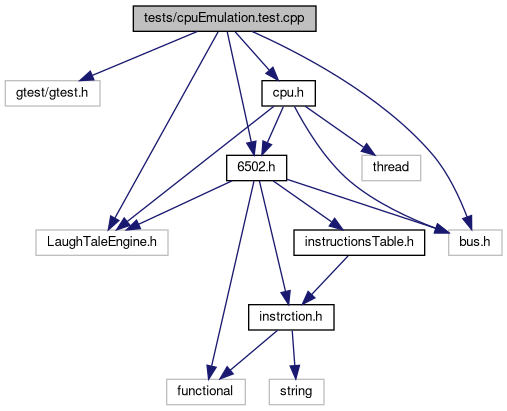 tests/cpuEmulation.test.cpp
gtest/gtest.h
cpu.h
6502.h
thread
LaughTaleEngine.h
instructionsTable.h
bus.h
instrction.h
functional
string